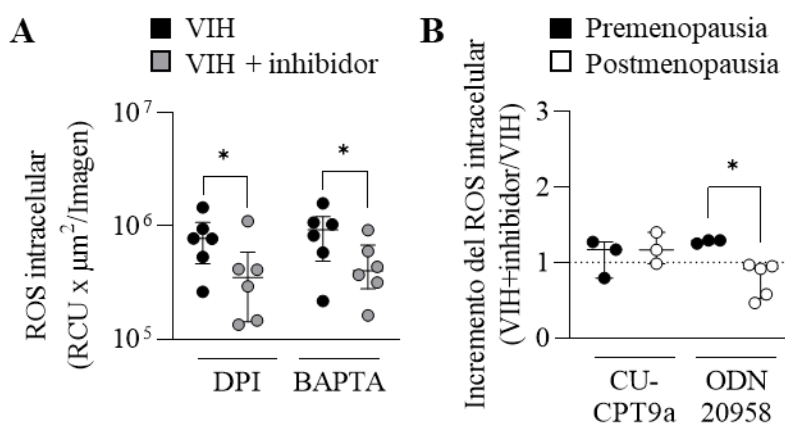 A
VIH
VIH + inhibidor
ROS intracelular
(RCU x µm²/Imagen)
10⁷
10⁶
10⁵
*
*
DPI
BAPTA
B
Premenopausia
Postmenopausia
Incremento del ROS intracelular
(VIH+inhibidor/VIH)
3
2
1
0
*
CU-
CPT9a
ODN
20958